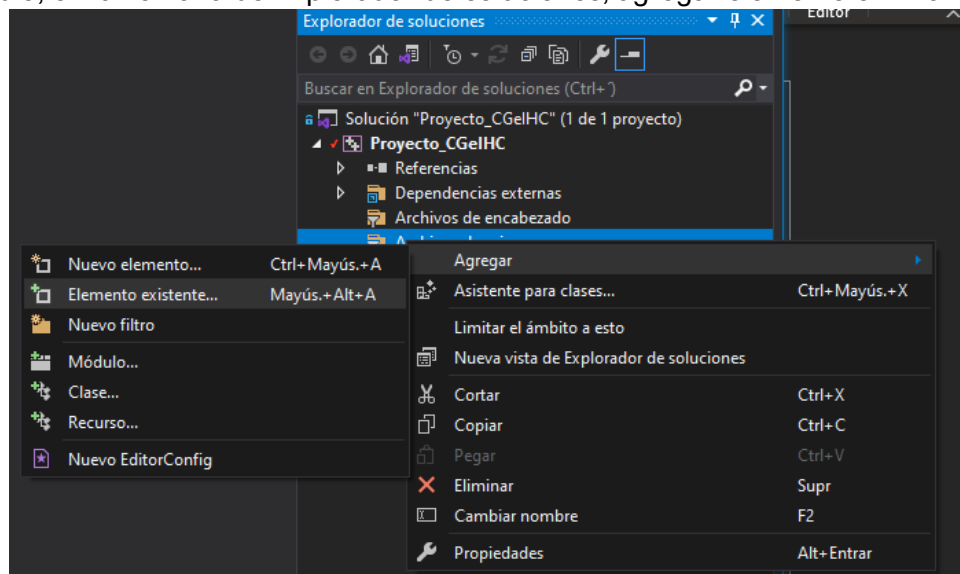 Explorador de soluciones
Editor
Buscar en Explorador de soluciones (Ctrl+´)
Solución "Proyecto_CGeIHC" (1 de 1 proyecto)
Proyecto_CGeIHC
Referencias
Dependencias externas
Archivos de encabezado
Nuevo elemento... Ctrl+Mayús.+A
Elemento existente... Mayús.+Alt+A
Nuevo filtro
Módulo...
Clase...
Recurso...
Nuevo EditorConfig
Agregar
Asistente para clases... Ctrl+Mayús.+X
Limitar el ámbito a esto
Nueva vista de Explorador de soluciones
Cortar Ctrl+X
Copiar Ctrl+C
Pegar Ctrl+V
Eliminar Supr
Cambiar nombre F2
Propiedades Alt+Entrar